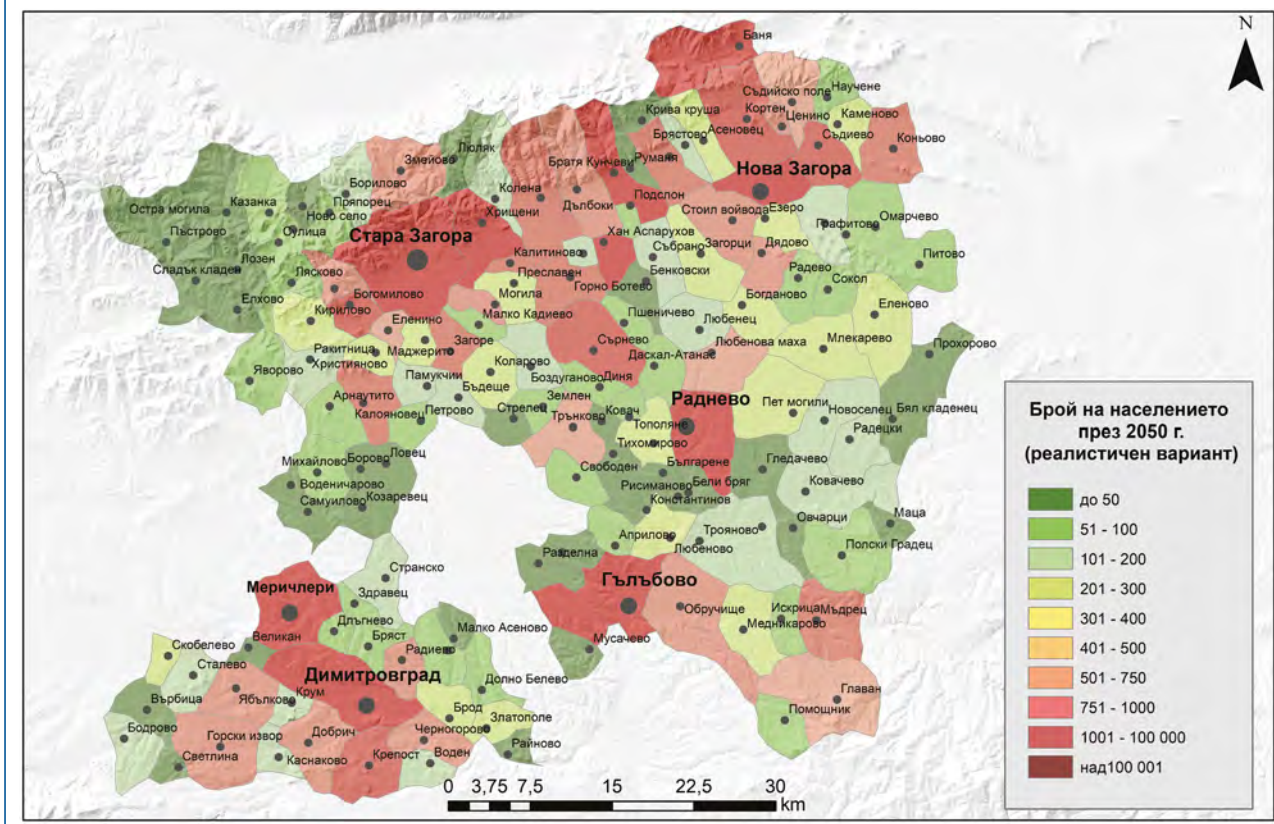 N
Баня
Научене
Съдийско поле
Крива круша
Кортен
Ценино
Каменово
Брястово
Асеновец
Съдиево
Коньово
Люляк
Змейово
Братя Кунчеви
Руманя
Нова Загора
Борилово
Казанка
Пряпорец
Колена
Дълбоки
Подслон
Остра могила
Ново село
Хрищени
Стоил войвода
Езеро
Омарчево
Графитово
Пъстрово
Сулица
Стара Загора
Хан Аспарухов
Събрано
Загорци
Дядово
Лозен
Калитиново
Питово
Сладък кладенец
Лясково
Преславен
Бенковски
Радево
Сокол
Горно Ботево
Богомилово
Могила
Богданово
Елхово
Кирилово
Малко Кадиево
Пшеничево
Еленово
Еленино
Любенец
Загоре
Сърнево
Любенова маха
Млекарево
Прохорово
Ракитница
Маджерито
Християново
Коларово
Даскал-Атанас
Яворово
Памукчии
Боздуганово
Диня
Бъдеще
Землен
Раднево
Арнаутито
Калояновец
Петрово
Стрелец
Трънково
Ковач
Тополяне
Пет могили
Новоселец
Бял кладенец
Тихомирово
Радецки
Михайлово
Борово
Ловец
Свободен
Българене
Гледачево
Воденичарово
Рисиманово
Бели бряг
Ковачево
Самуилово
Козаревец
Константинов
Овчарци
Маца
Априлово
Трояново
Любеново
Полски Градец
Разделна
Странско
Гълъбово
Меричлери
Здравец
Обручище
Искрица
Мъдрец
Длъгнево
Медникарово
Малко Асеново
Скобелево
Великан
Бряст
Мусачево
Сталево
Радиево
Димитровград
Долно Белево
Върбица
Ябълково
Крум
Главан
Брод
Златополе
Помощник
Бодрово
Горски извор
Добрич
Черногорово
Светлина
Каснаково
Крепост
Воден
Райново
0 3,75 7,5 15 22,5 30
km
Брой на населението
през 2050 г.
(реалистичен вариант)
до 50
51 - 100
101 - 200
201 - 300
301 - 400
401 - 500
501 - 750
751 - 1000
1001 - 100 000
над100 001